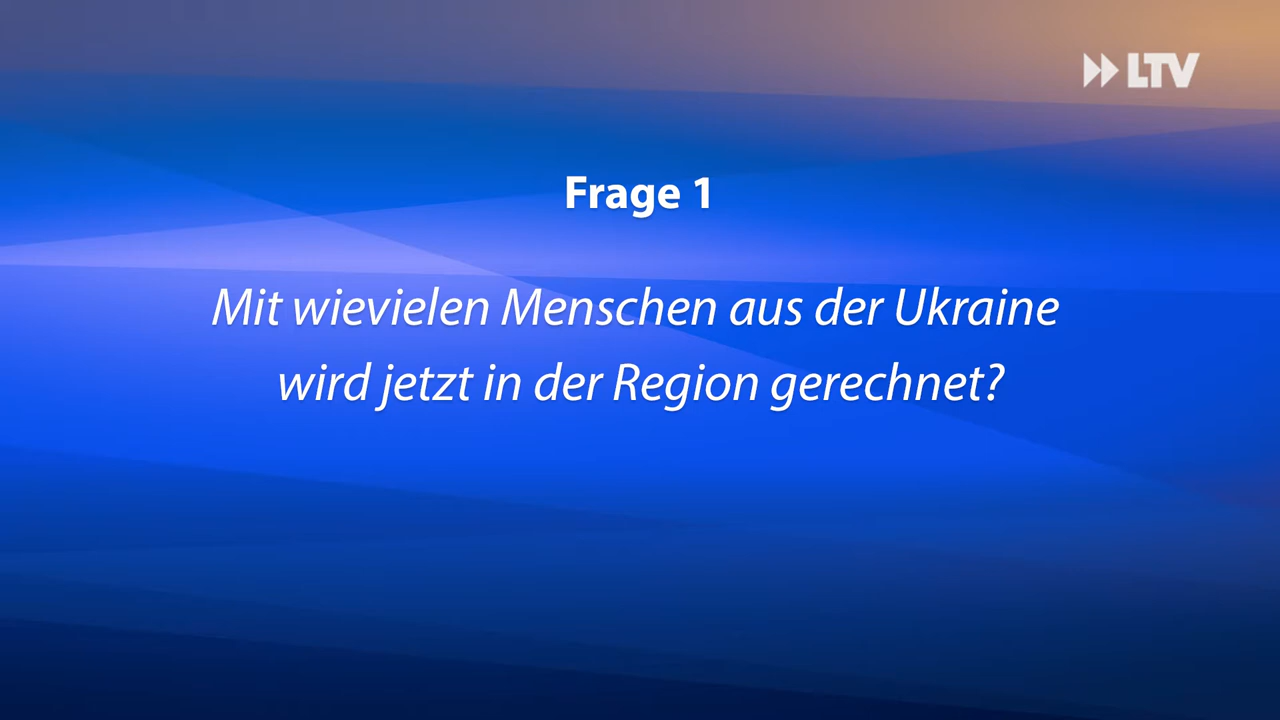 LTV
Frage 1
Mit wievielen Menschen aus der Ukraine
wird jetzt in der Region gerechnet?